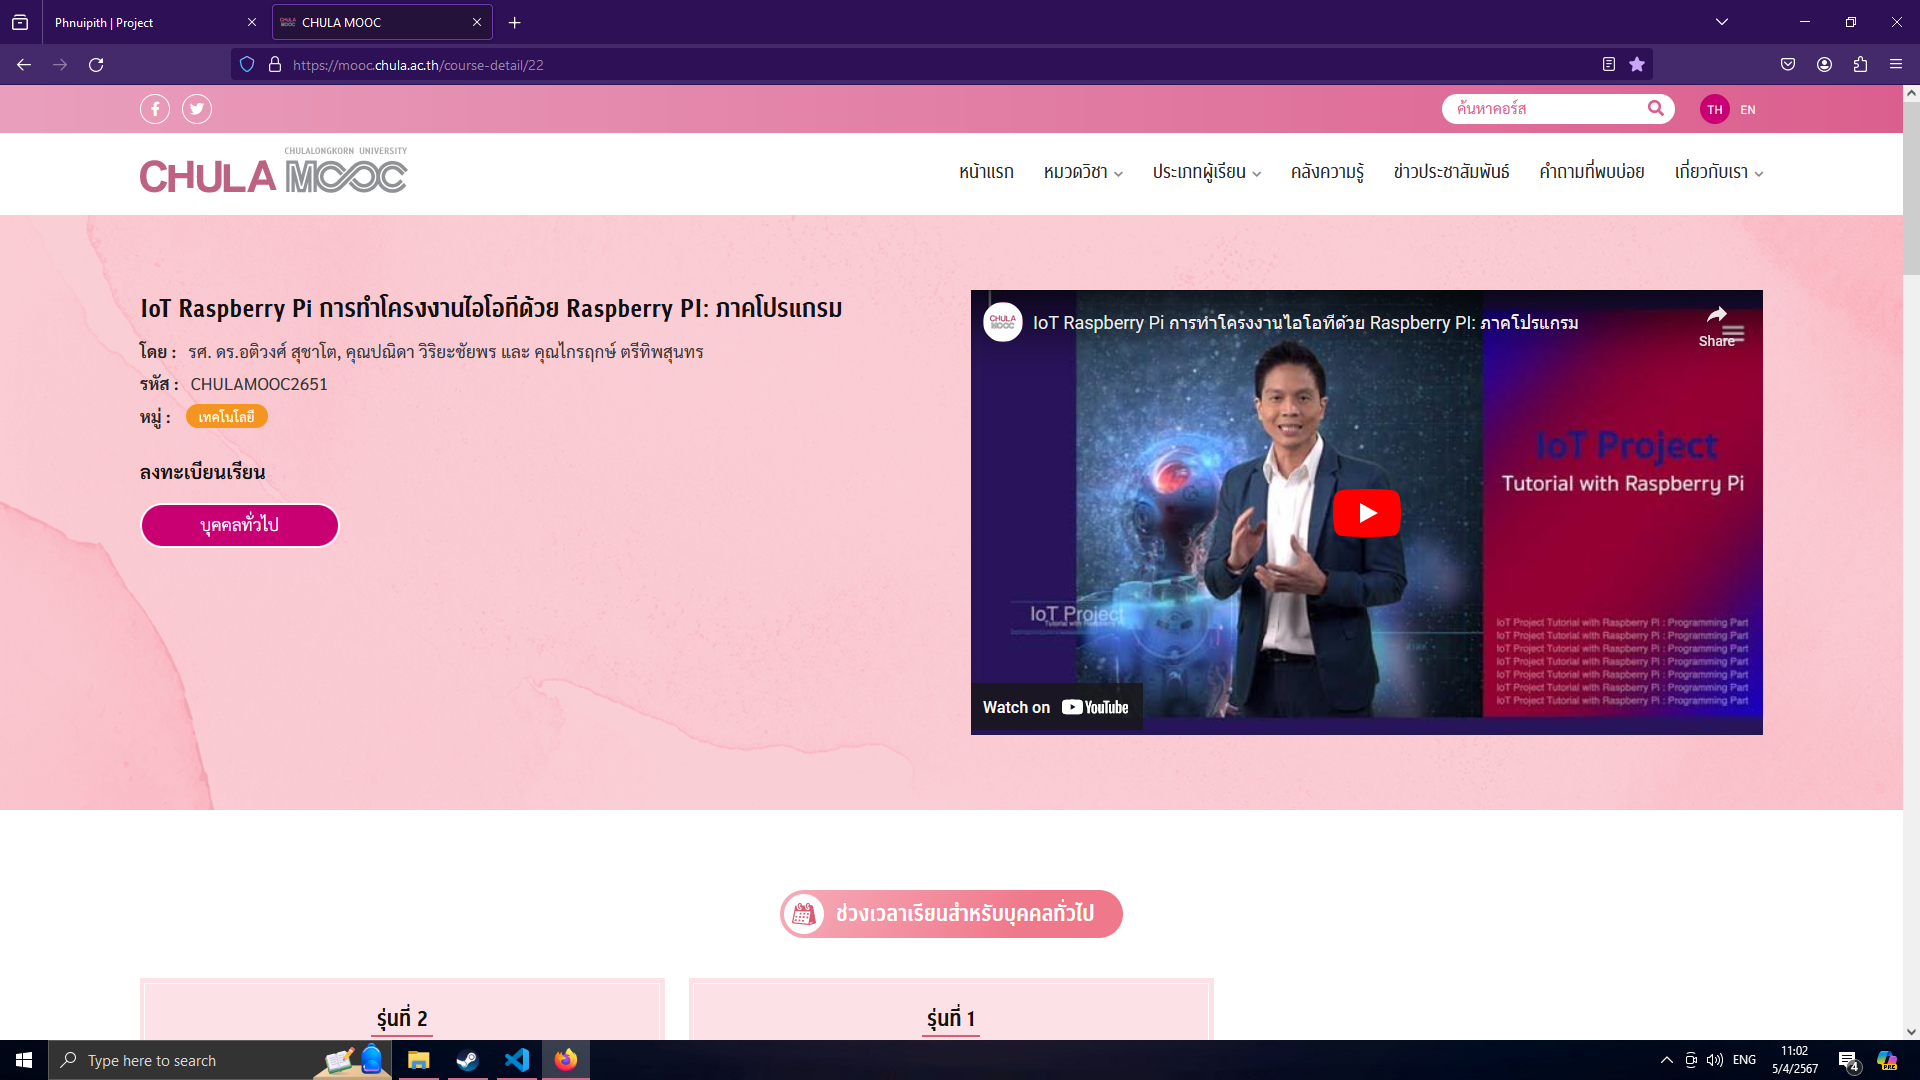 Phnuipith | Project
CHULA MOOC
https://mooc.chula.ac.th/course-detail/22
ค้นหาคอร์ส
TH
EN
CHULALONGKORN UNIVERSITY
CHULA MOOC
หน้าแรก
หมวดวิชา
ประเภทผู้เรียน
คลังความรู้
ข่าวประชาสัมพันธ์
คำถามที่พบบ่อย
เกี่ยวกับเรา
IoT Raspberry Pi การทำโครงงานไอโอทีด้วย Raspberry PI: ภาคโปรแกรม
โดย : รศ. ดร.อติวงศ์ สุชาโต, คุณปณิดา วิริยะชัยพร และ คุณไกรฤกษ์ ตรีทิพสุนทร
รหัส : CHULAMOOC2651
หมู่ : เทคโนโลยี
ลงทะเบียนเรียน
บุคคลทั่วไป
CHULA
MOOC
IoT Raspberry Pi การทำโครงงานไอโอทีด้วย Raspberry PI: ภาคโปรแกรม
Share
IoT Project
Tutorial with Raspberry Pi
IoT Project
Tutorial with Raspberry Pi
IoT Project Tutorial with Raspberry Pi : Programming Part
IoT Project Tutorial with Raspberry Pi : Programming Part
IoT Project Tutorial with Raspberry Pi : Programming Part
IoT Project Tutorial with Raspberry Pi : Programming Part
IoT Project Tutorial with Raspberry Pi : Programming Part
IoT Project Tutorial with Raspberry Pi : Programming Part
IoT Project Tutorial with Raspberry Pi : Programming Part
Watch on YouTube
ช่วงเวลาเรียนสำหรับบุคคลทั่วไป
รุ่นที่ 2
รุ่นที่ 1
Type here to search
ENG
11:02
5/4/2567
4
PRE